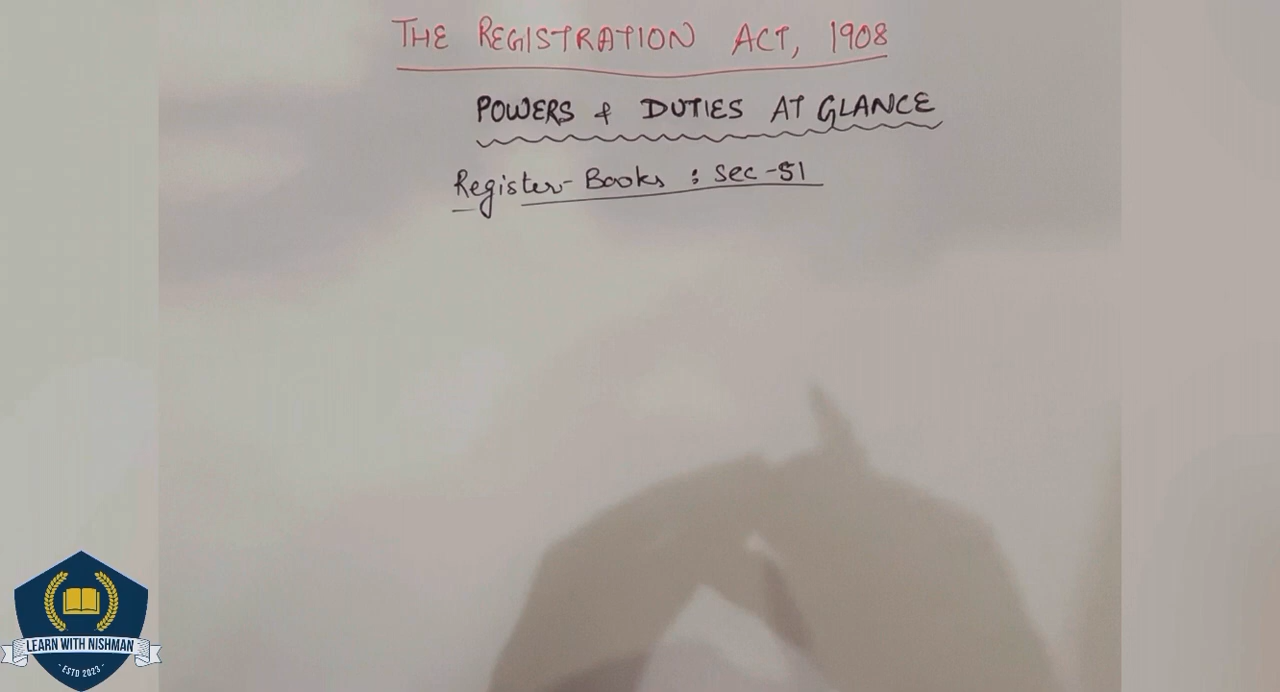 THE REGISTRATION ACT, 1908
POWERS & DUTIES AT GLANCE
Register-Books : Sec-51
LEARN WITH NISHMAN
- ESTD 2023 -